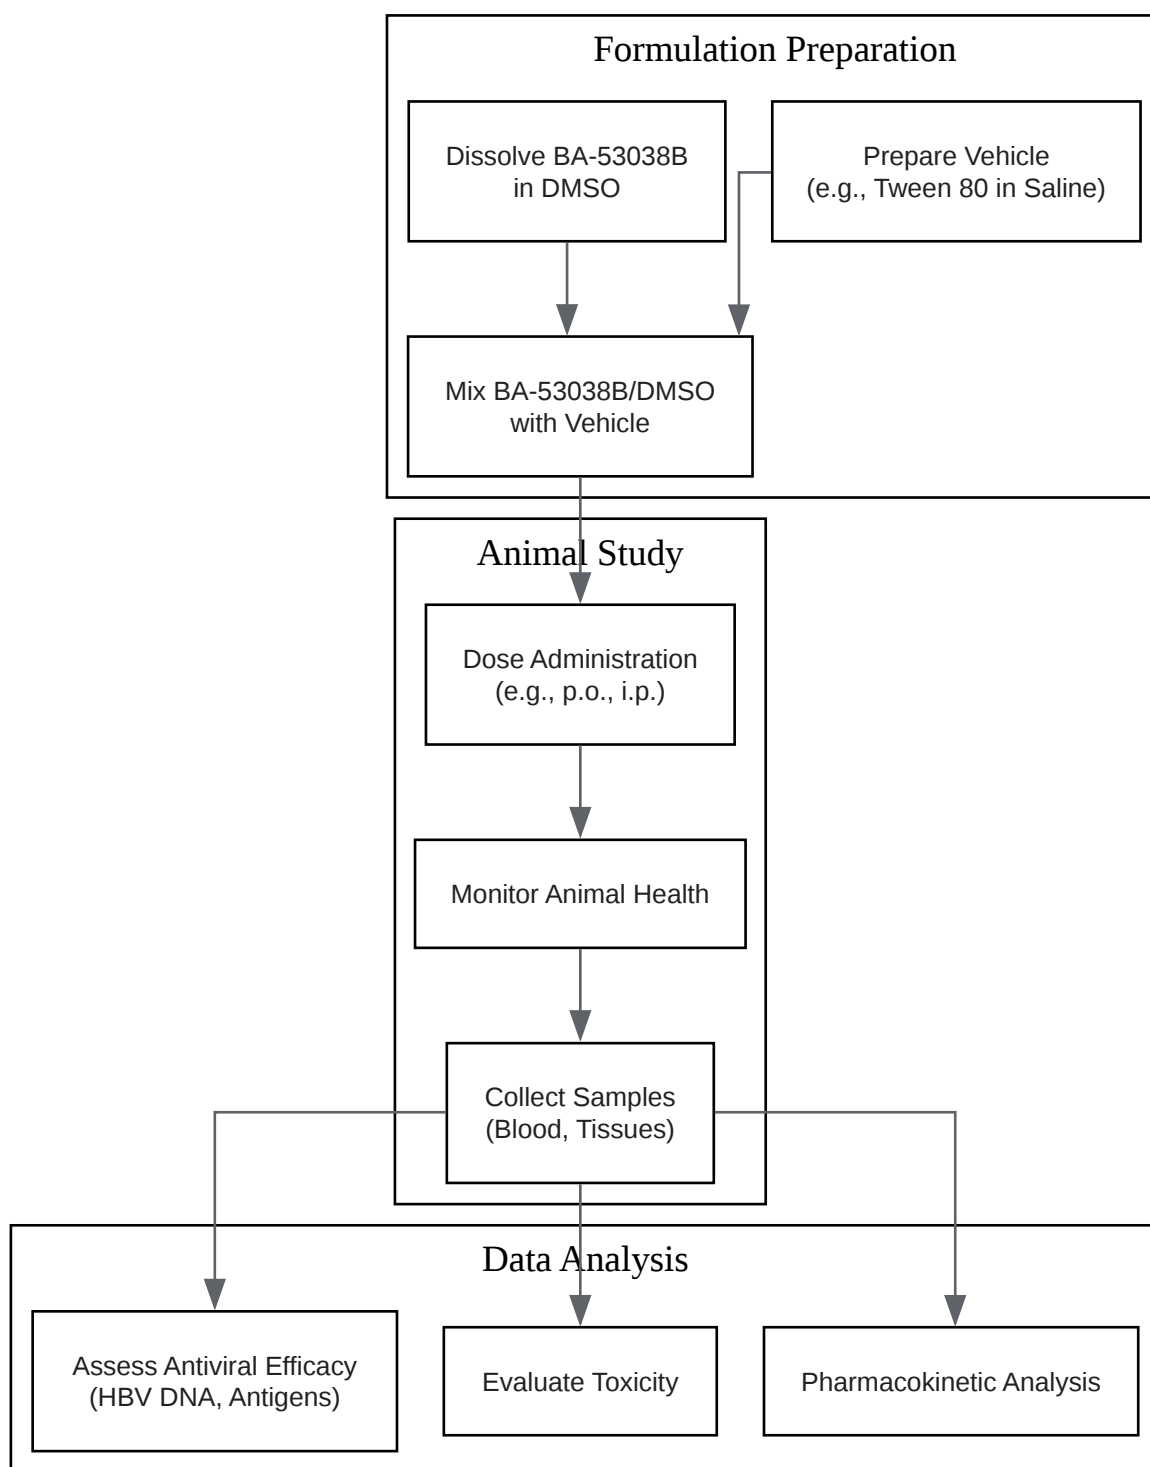 Formulation Preparation
Dissolve BA-53038B
in DMSO
Prepare Vehicle
(e.g., Tween 80 in Saline)
Mix BA-53038B/DMSO
with Vehicle
Animal Study
Dose Administration
(e.g., p.o., i.p.)
Monitor Animal Health
Collect Samples
(Blood, Tissues)
Data Analysis
Assess Antiviral Efficacy
(HBV DNA, Antigens)
Evaluate Toxicity
Pharmacokinetic Analysis